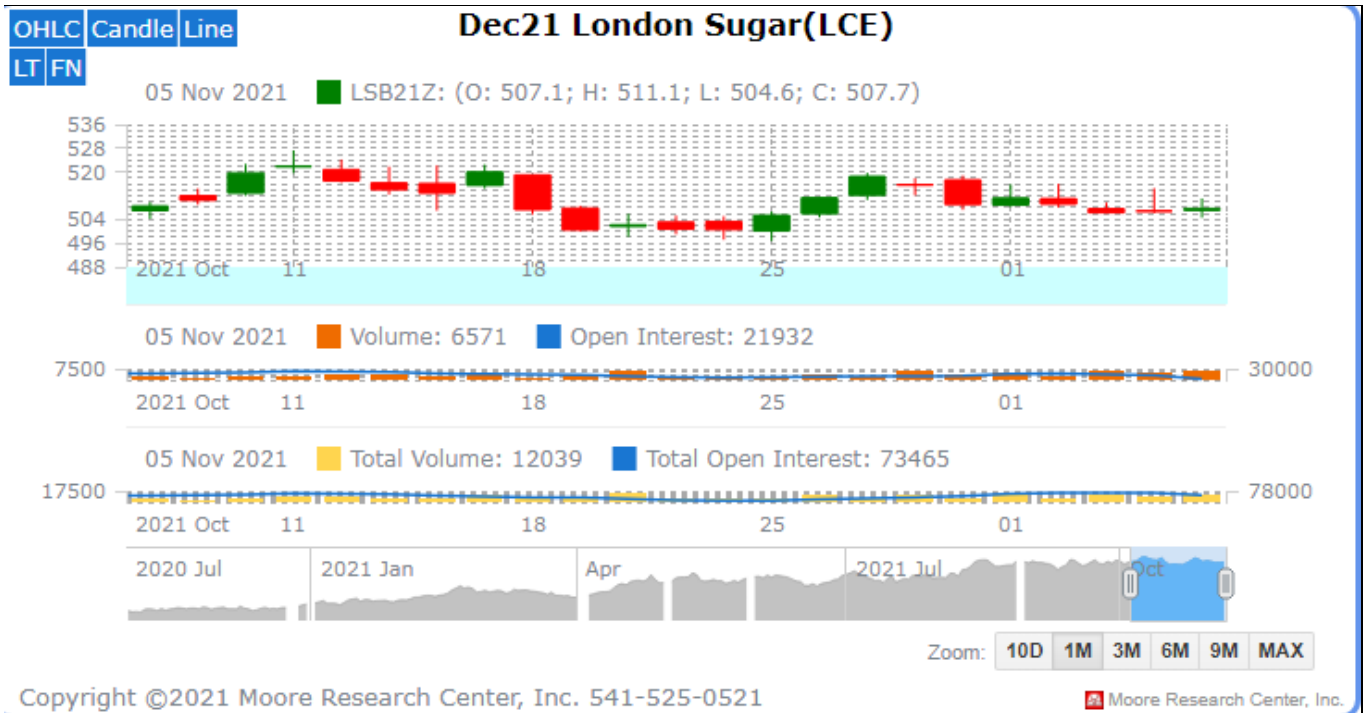 Dec21 London Sugar(LCE)
OHLC Candle Line
LT FN
05 Nov 2021 LSB21Z: (O: 507.1; H: 511.1; L: 504.6; C: 507.7)
536
528
520
504
496
488
2021 Oct 11 18 25 01
05 Nov 2021 Volume: 6571 Open Interest: 21932
7500 30000
2021 Oct 11 18 25 01
05 Nov 2021 Total Volume: 12039 Total Open Interest: 73465
17500 78000
2021 Oct 11 18 25 01
2020 Jul 2021 Jan Apr 2021 Jul Oct
Zoom: 10D 1M 3M 6M 9M MAX
Copyright ©2021 Moore Research Center, Inc. 541-525-0521
Moore Research Center, Inc.